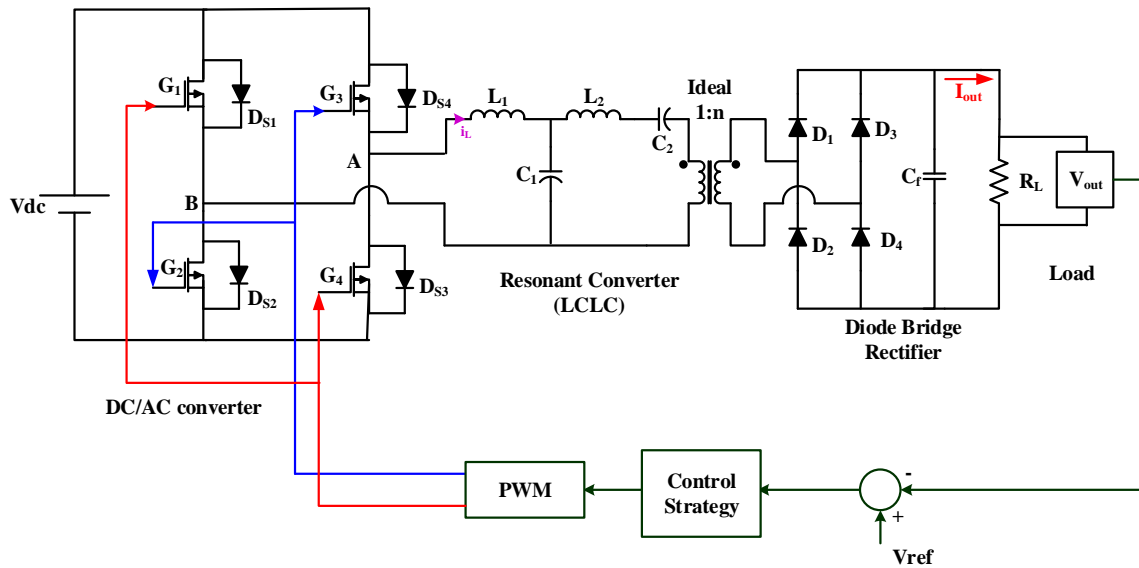 G1
DS1
G3
DS4
A
iL
L1
L2
C2
C1
Ideal
1:n
Iout
D1
D3
Cf
RL
Vout
Vdc
B
G2
DS2
G4
DS3
D2
D4
Resonant Converter
(LCLC)
Load
Diode Bridge
Rectifier
DC/AC converter
PWM
Control
Strategy
-
+
Vref